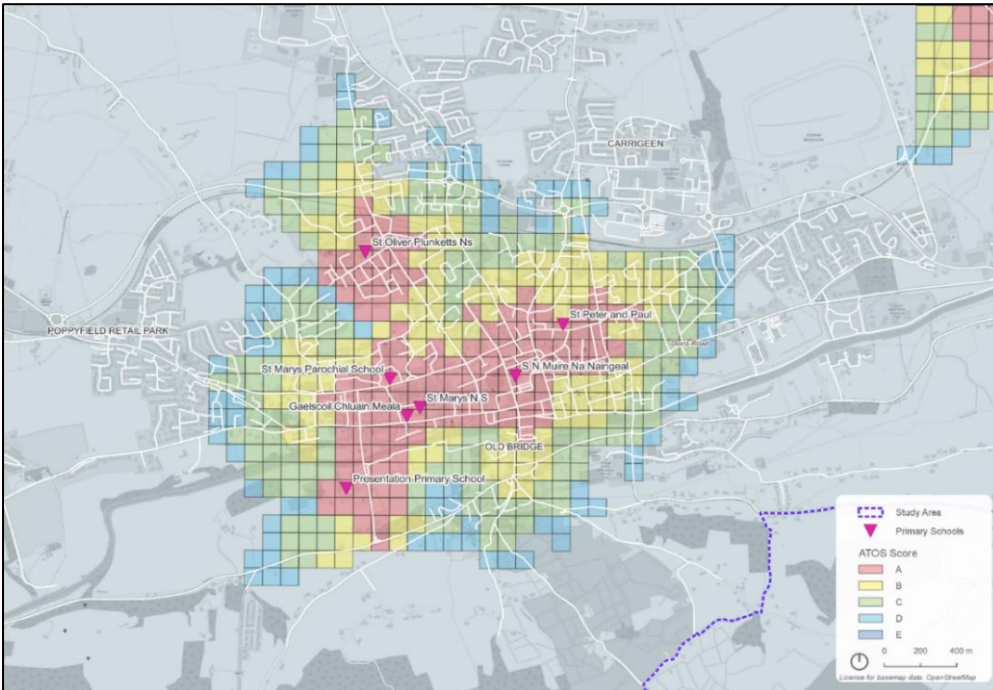 CARRIGEEN
St Oliver Plunketts Ns
St Peter and Paul
POPPYFIELD RETAIL PARK
Davis Road
St Marys Parochial School
S N Muire Na Naingeal
St Marys N.S
Gaelscoil Chluain Meala
OLD BRIDGE
Presentation Primary School
Study Area
Primary Schools
ATOS Score
A
B
C
D
E
0 200 400 m
License for basemap data: OpenStreetMap